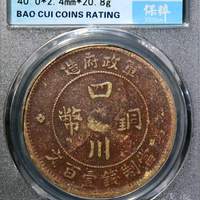 40.0*2.4mm*20.8g
BAO CUI COINS RATING
保粹
軍政府造
四川
銅幣
當制錢壹百文